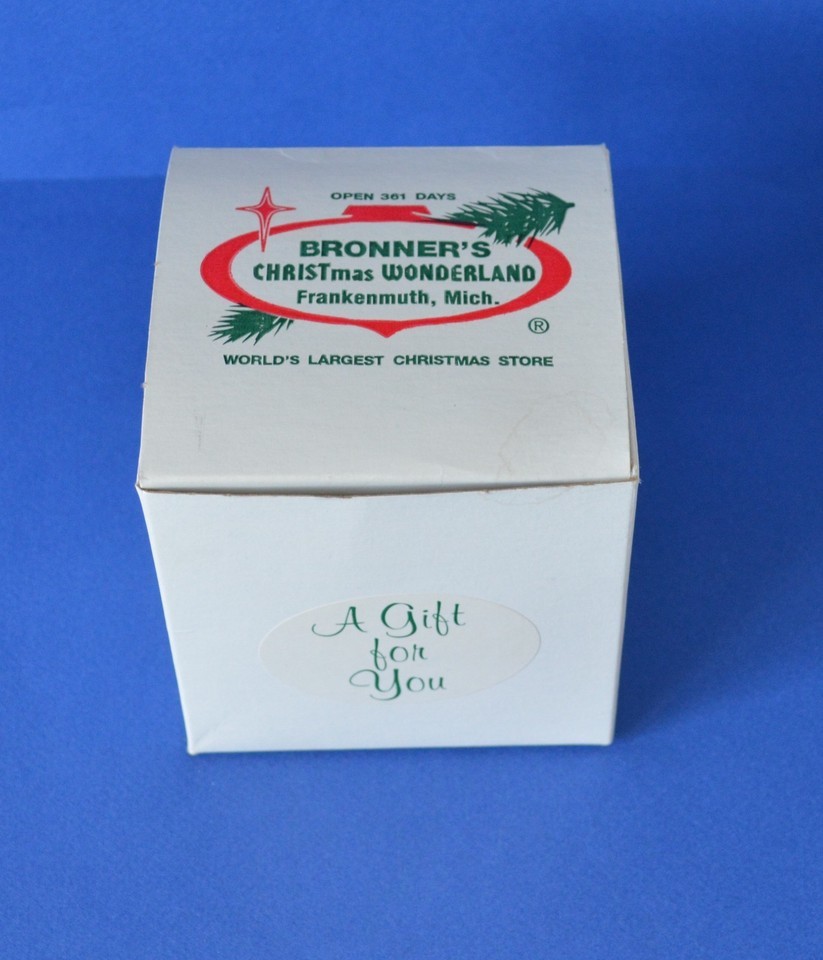 OPEN 361 DAYS
BRONNER'S
CHRISTmas WONDERLAND
Frankenmuth, Mich.
®
WORLD'S LARGEST CHRISTMAS STORE
A Gift
for
You